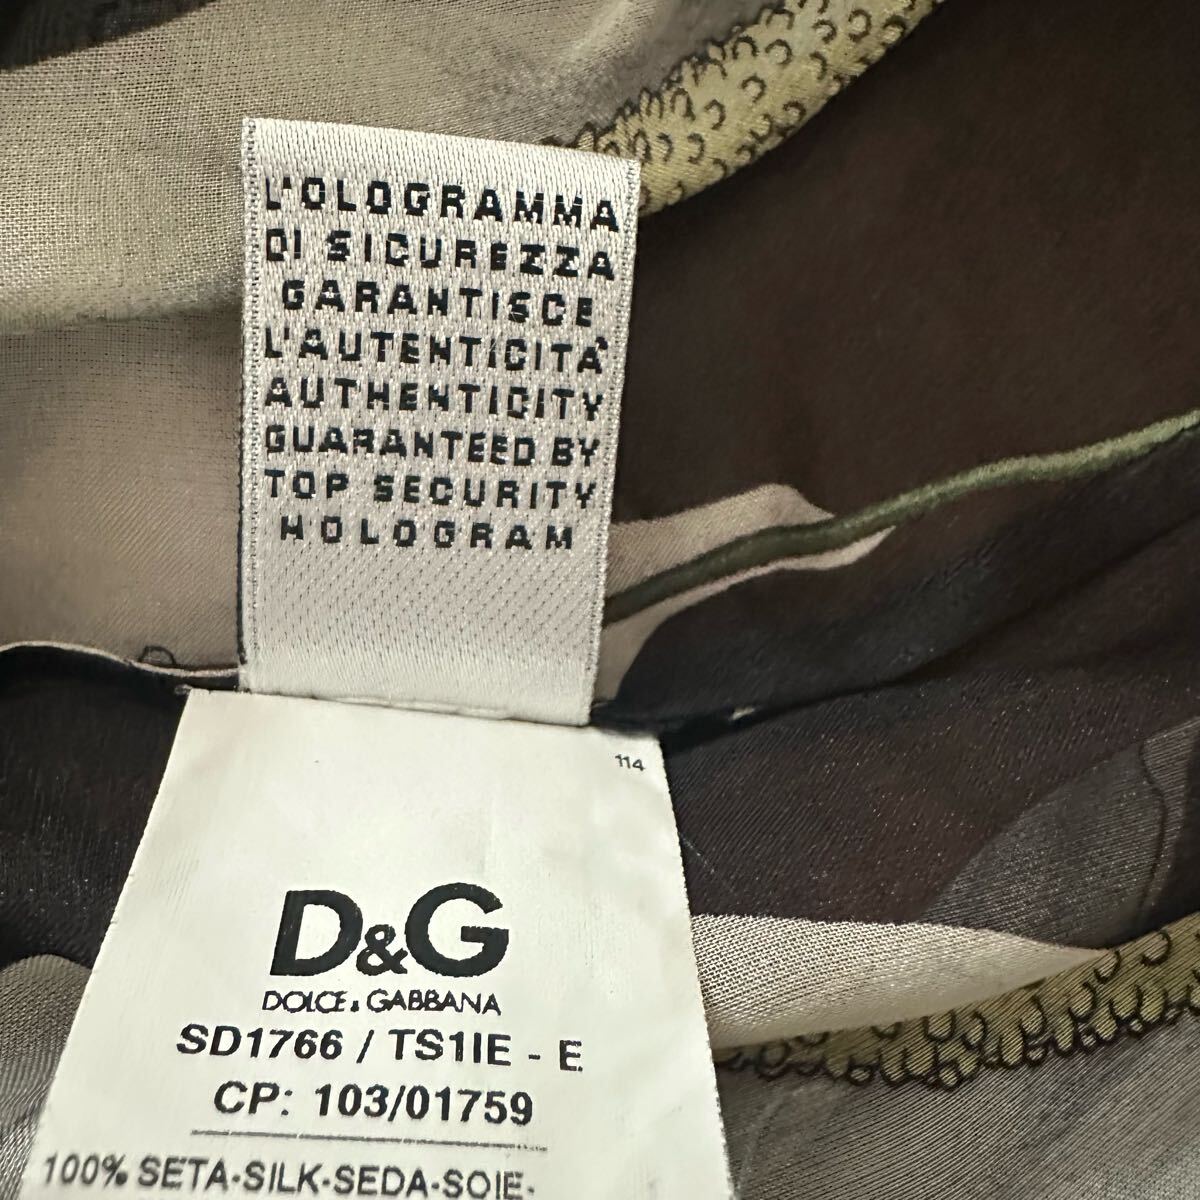 L'OLOGRAMMA
DI SICUREZZA
GARANTISCE
L'AUTENTICITÀ
AUTHENTICITY
GUARANTEED BY
TOP SECURITY
HOLOGRAM
114
D&G
DOLCE & GABBANA
SD1766 / TS1IE - E
CP: 103/01759
100% SETA-SILK-SEDA-SOIE-